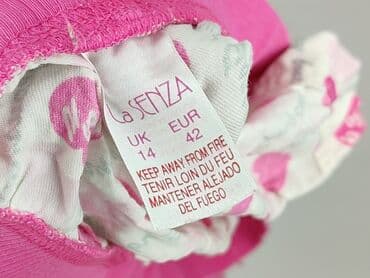 La SENZA
UK EUR
14 42
KEEP AWAY FROM FIRE
TENIR LOIN DU FEU
MANTENER ALEJADO
DEL FUEGO